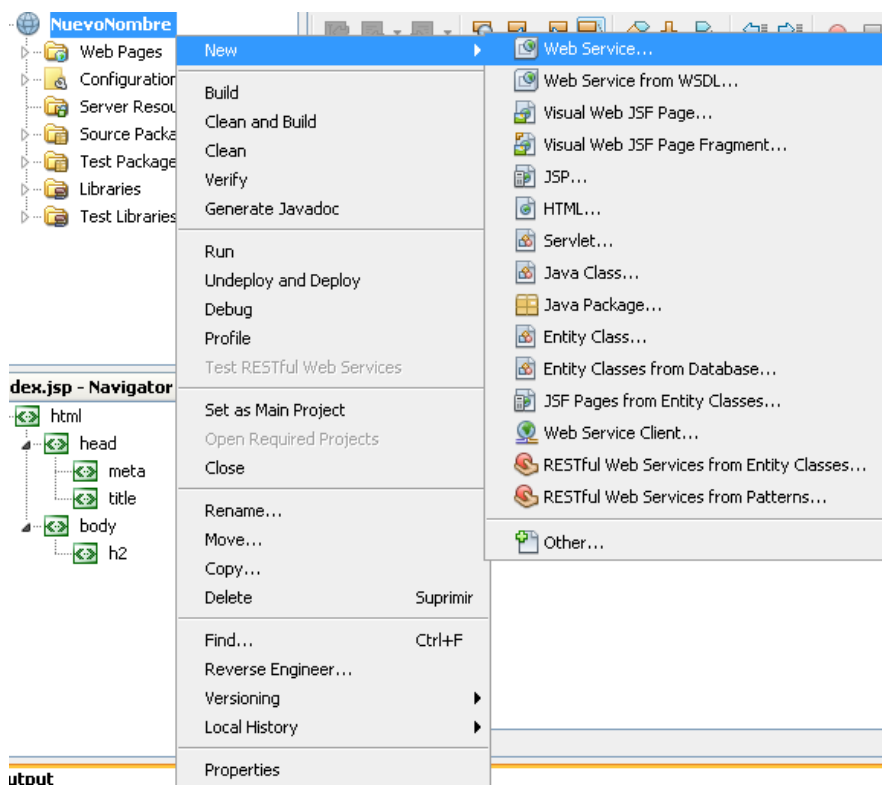 NuevoNombre
Web Pages
Configuration
Server Resou
Source Packa
Test Package
Libraries
Test Libraries
dex.jsp - Navigator
html
head
meta
title
body
h2
utput
New
Build
Clean and Build
Clean
Verify
Generate Javadoc
Run
Undeploy and Deploy
Debug
Profile
Test RESTful Web Services
Set as Main Project
Open Required Projects
Close
Rename...
Move...
Copy...
Delete Suprimir
Find... Ctrl+F
Reverse Engineer...
Versioning
Local History
Properties
Web Service...
Web Service from WSDL...
Visual Web JSF Page...
Visual Web JSF Page Fragment...
JSP...
HTML...
Servlet...
Java Class...
Java Package...
Entity Class...
Entity Classes from Database...
JSF Pages from Entity Classes...
Web Service Client...
RESTful Web Services from Entity Classes...
RESTful Web Services from Patterns...
Other...